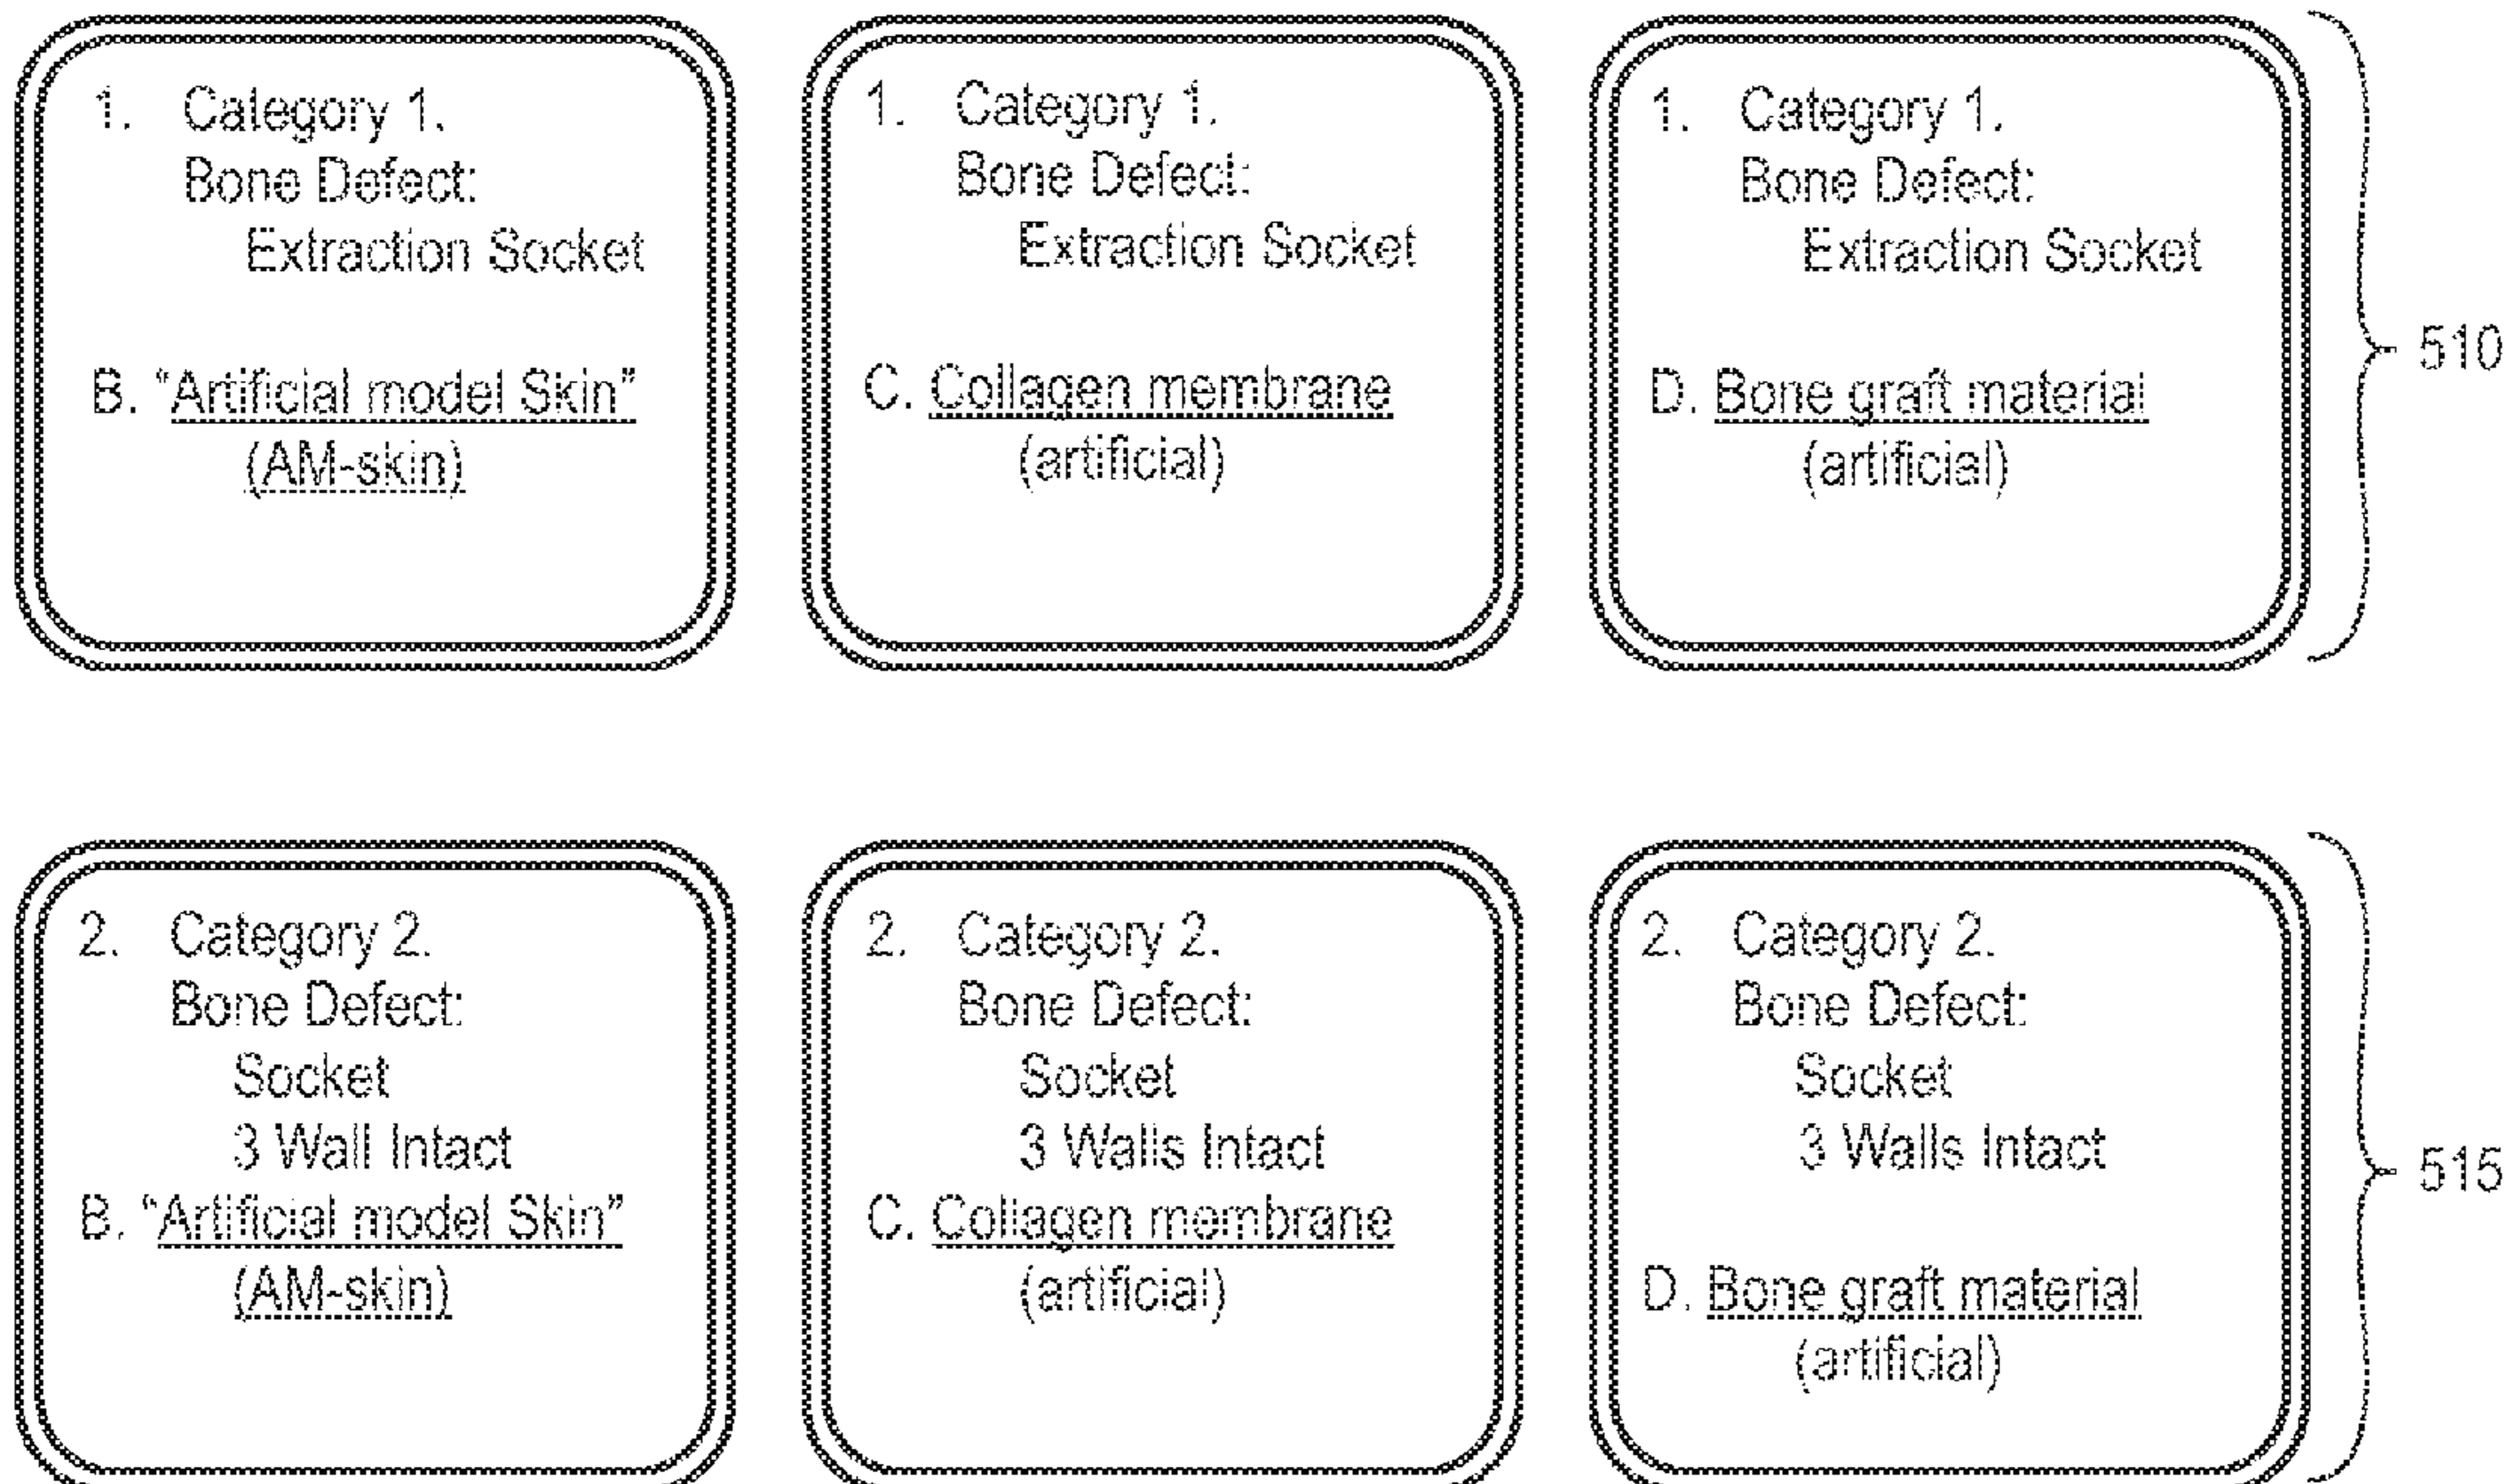 1. Category 1.
Bone Defect:
Extraction Socket
B. "Artificial model Skin"
(AM-skin)
1. Category 1.
Bone Defect:
Extraction Socket
C. Collagen membrane
(artificial)
1. Category 1.
Bone Defect:
Extraction Socket
D. Bone graft material
(artificial)
510
2. Category 2.
Bone Defect:
Socket
3 Wall Intact
B. "Artificial model Skin"
(AM-skin)
2. Category 2.
Bone Defect:
Socket
3 Walls Intact
C. Collagen membrane
(artificial)
2. Category 2.
Bone Defect:
Socket
3 Walls Intact
D. Bone graft material
(artificial)
515